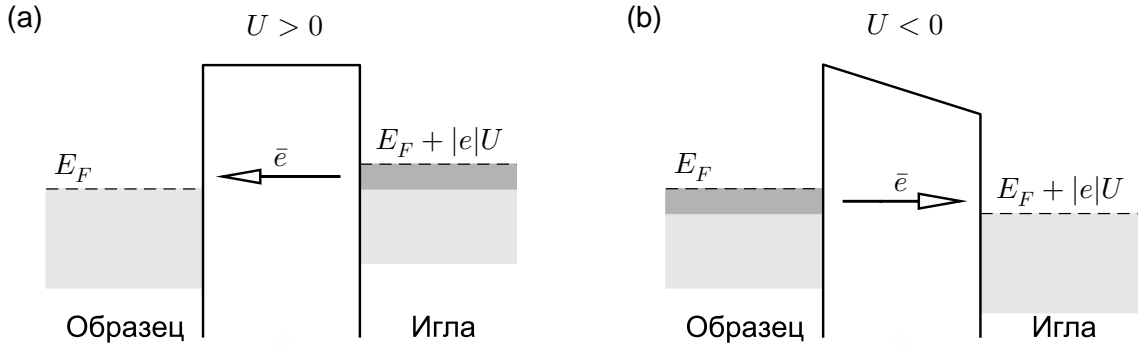 (a)
U > 0
E_F
ē
E_F + |e|U
Образец
Игла
(b)
U < 0
E_F
ē
E_F + |e|U
Образец
Игла